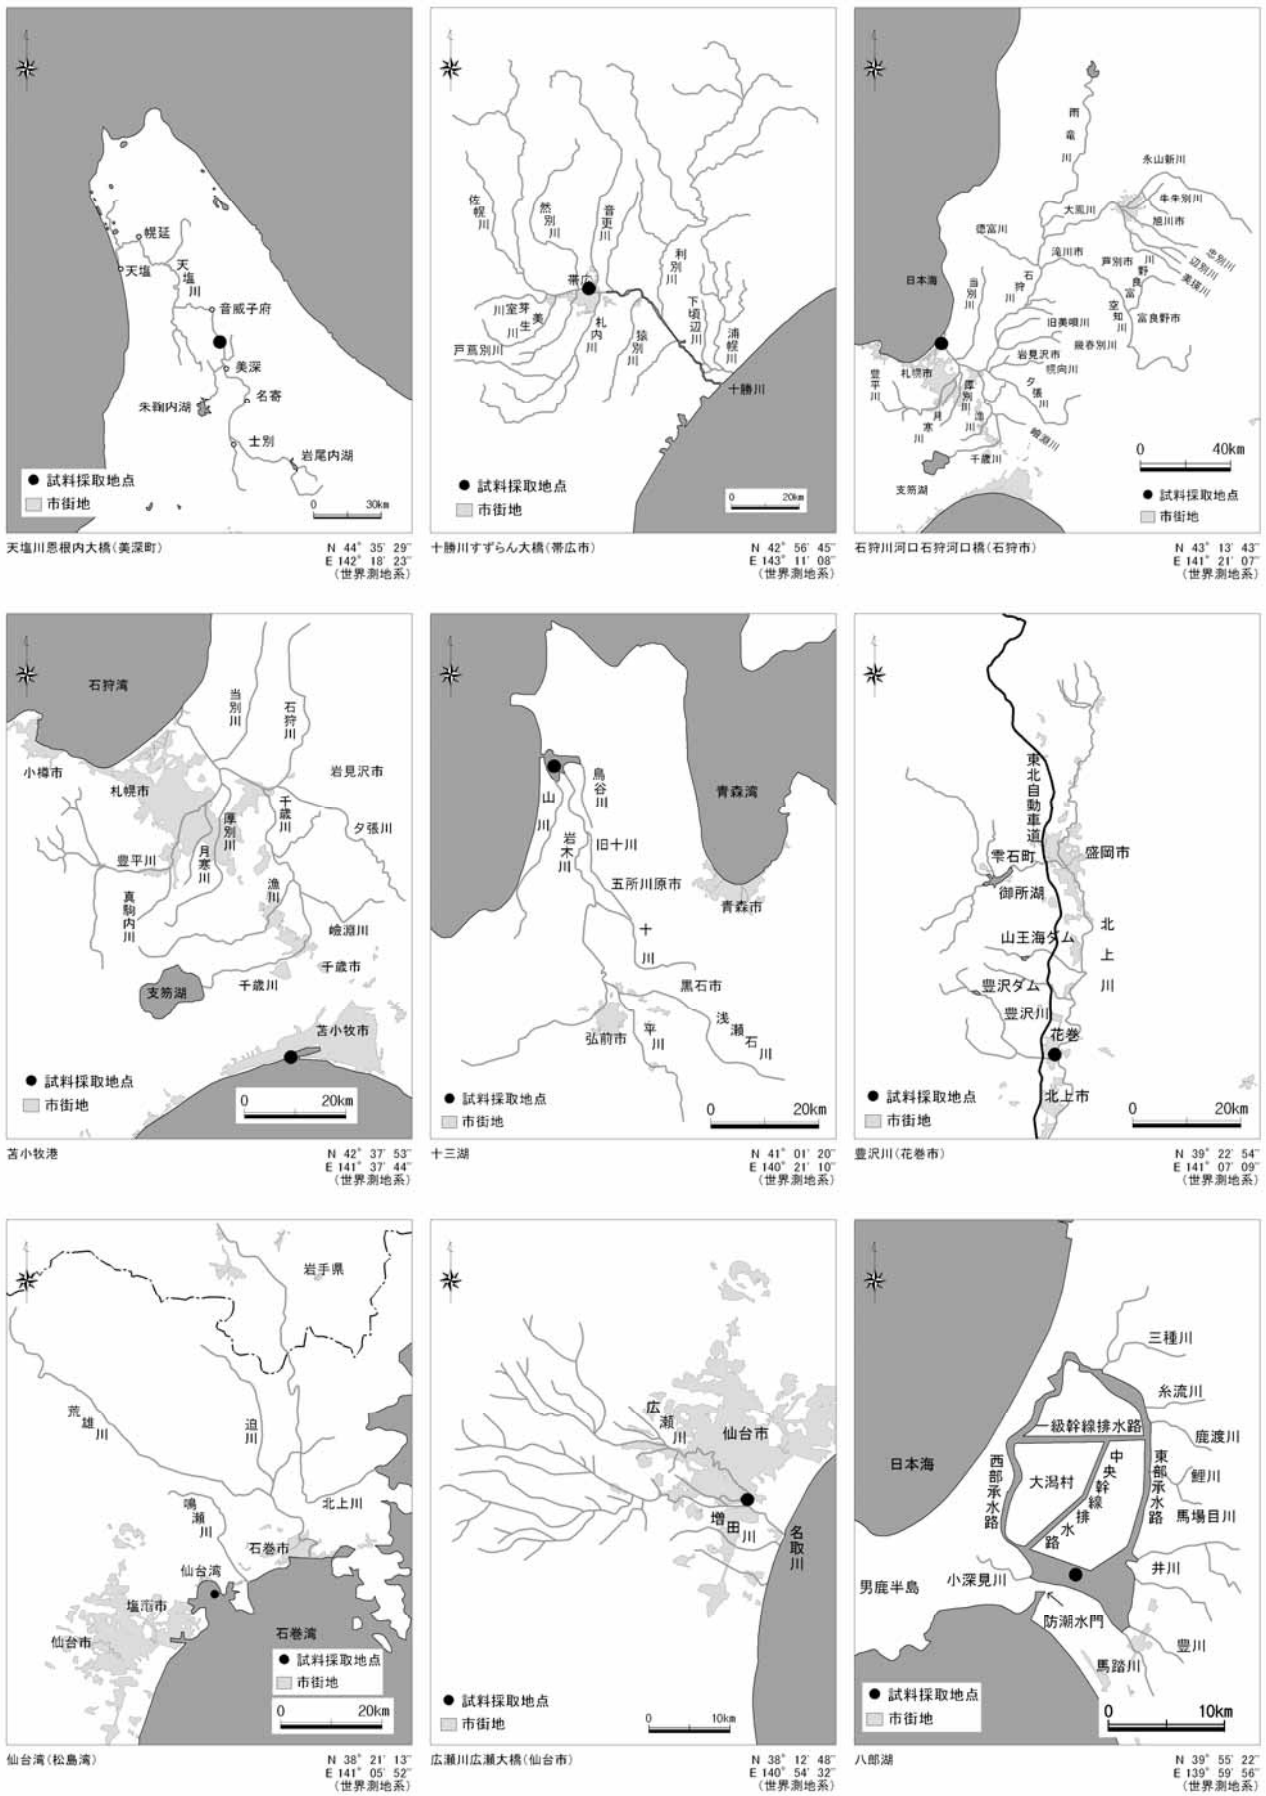 幌延
天塩
天塩川
音威子府
美深
朱鞠内湖
名寄
士別
岩尾内湖
試料採取地点
市街地
0 30km
天塩川恩根内大橋(美深町)
N 44° 35′ 29″
E 142° 18′ 23″
(世界測地系)
佐幌川
然別川
音更川
利別川
帯広
下頃辺川
浦幌川
芽室川
美生川
戸蔦別川
札内川
猿別川
十勝川
試料採取地点
市街地
0 20km
十勝川すずらん大橋(帯広市)
N 42° 56′ 45″
E 143° 11′ 08″
(世界測地系)
雨竜川
永山新川
牛朱別川
大鳳川
旭川市
徳富川
滝川市
芦別市
忠別川
辺別川
美瑛川
日本海
当別川
石狩川
富良野川
空知川
富良野市
旧美唄川
幾春別川
岩見沢市
幌向川
札幌市
豊平川
厚別川
夕張川
月寒川
漁川
嶮淵川
千歳川
支笏湖
0 40km
試料採取地点
市街地
石狩川河口石狩河口橋(石狩市)
N 43° 13′ 43″
E 141° 21′ 07″
(世界測地系)
石狩湾
当別川
石狩川
小樽市
札幌市
岩見沢市
千歳川
厚別川
夕張川
月寒川
豊平川
漁川
真駒内川
嶮淵川
千歳市
支笏湖
千歳川
苫小牧市
試料採取地点
市街地
0 20km
苫小牧港
N 42° 37′ 53″
E 141° 37′ 44″
(世界測地系)
鳥谷川
青森湾
山川
岩木川
旧十川
五所川原市
青森市
十川
黒石市
浅瀬石川
弘前市
平川
試料採取地点
市街地
0 20km
十三湖
N 41° 01′ 20″
E 140° 21′ 10″
(世界測地系)
東北自動車道
雫石町
盛岡市
御所湖
北上川
山王海ダム
豊沢ダム
豊沢川
花巻
北上市
試料採取地点
市街地
0 20km
豊沢川(花巻市)
N 39° 22′ 54″
E 141° 07′ 09″
(世界測地系)
岩手県
荒雄川
迫川
鳴瀬川
北上川
石巻市
仙台湾
塩竈市
仙台市
石巻湾
試料採取地点
市街地
0 20km
仙台湾(松島湾)
N 38° 21′ 13″
E 141° 05′ 52″
(世界測地系)
広瀬川
仙台市
増田川
名取川
試料採取地点
市街地
0 10km
広瀬川広瀬大橋(仙台市)
N 38° 12′ 48″
E 140° 54′ 32″
(世界測地系)
三種川
糸流川
一級幹線排水路
鹿渡川
日本海
西部承水路
大潟村
中央幹線排水路
東部承水路
鯉川
馬場目川
井川
小深見川
男鹿半島
防潮水門
豊川
馬踏川
試料採取地点
市街地
0 10km
八郎湖
N 39° 55′ 22″
E 139° 59′ 56″
(世界測地系)